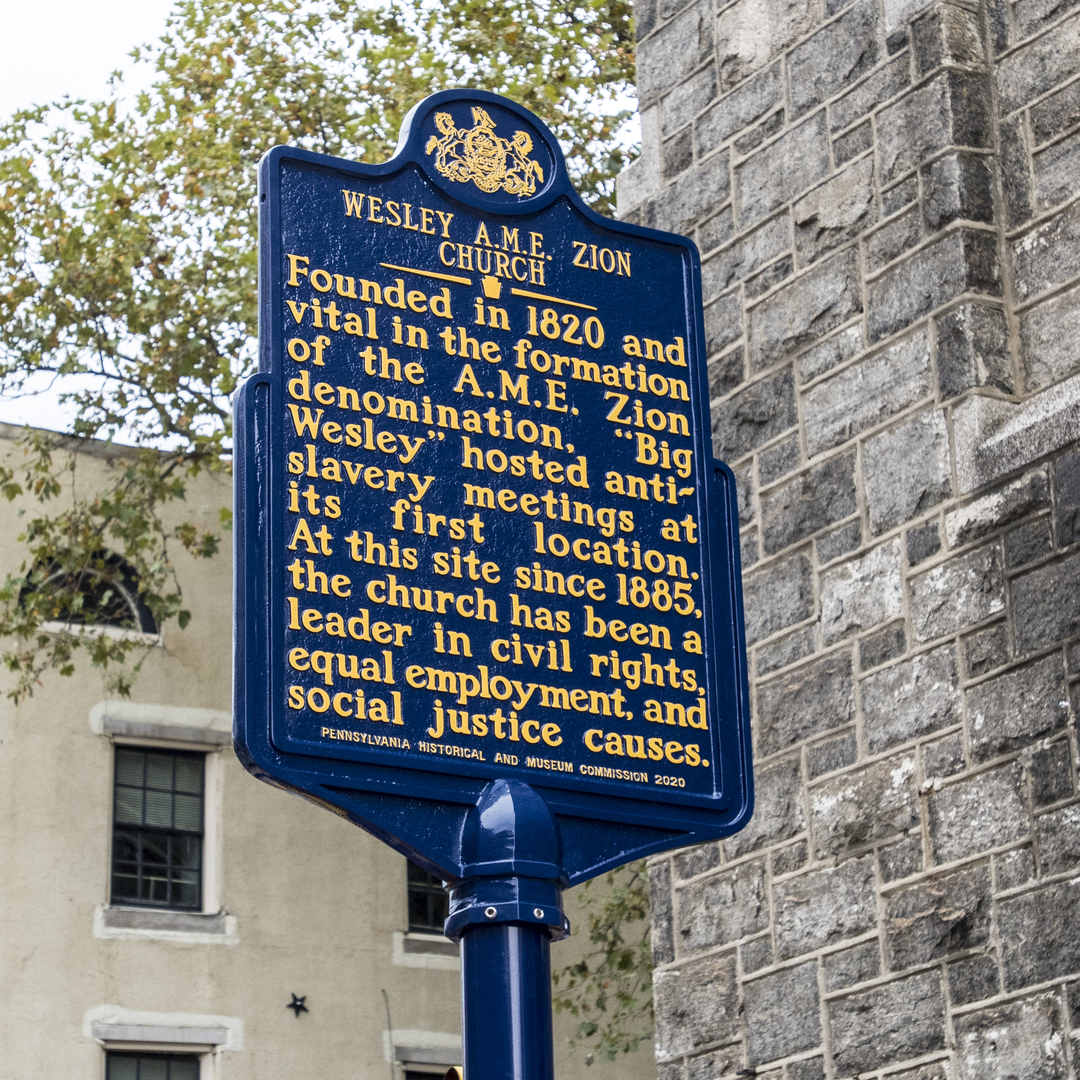 WESLEY A.M.E. ZION
CHURCH
Founded in 1820 and
vital in the formation
of the A.M.E. Zion
denomination, “Big
Wesley” hosted anti-
slavery meetings at
its first location.
At this site since 1885,
the church has been a
leader in civil rights,
equal employment, and
social justice causes.
PENNSYLVANIA HISTORICAL AND MUSEUM COMMISSION 2020